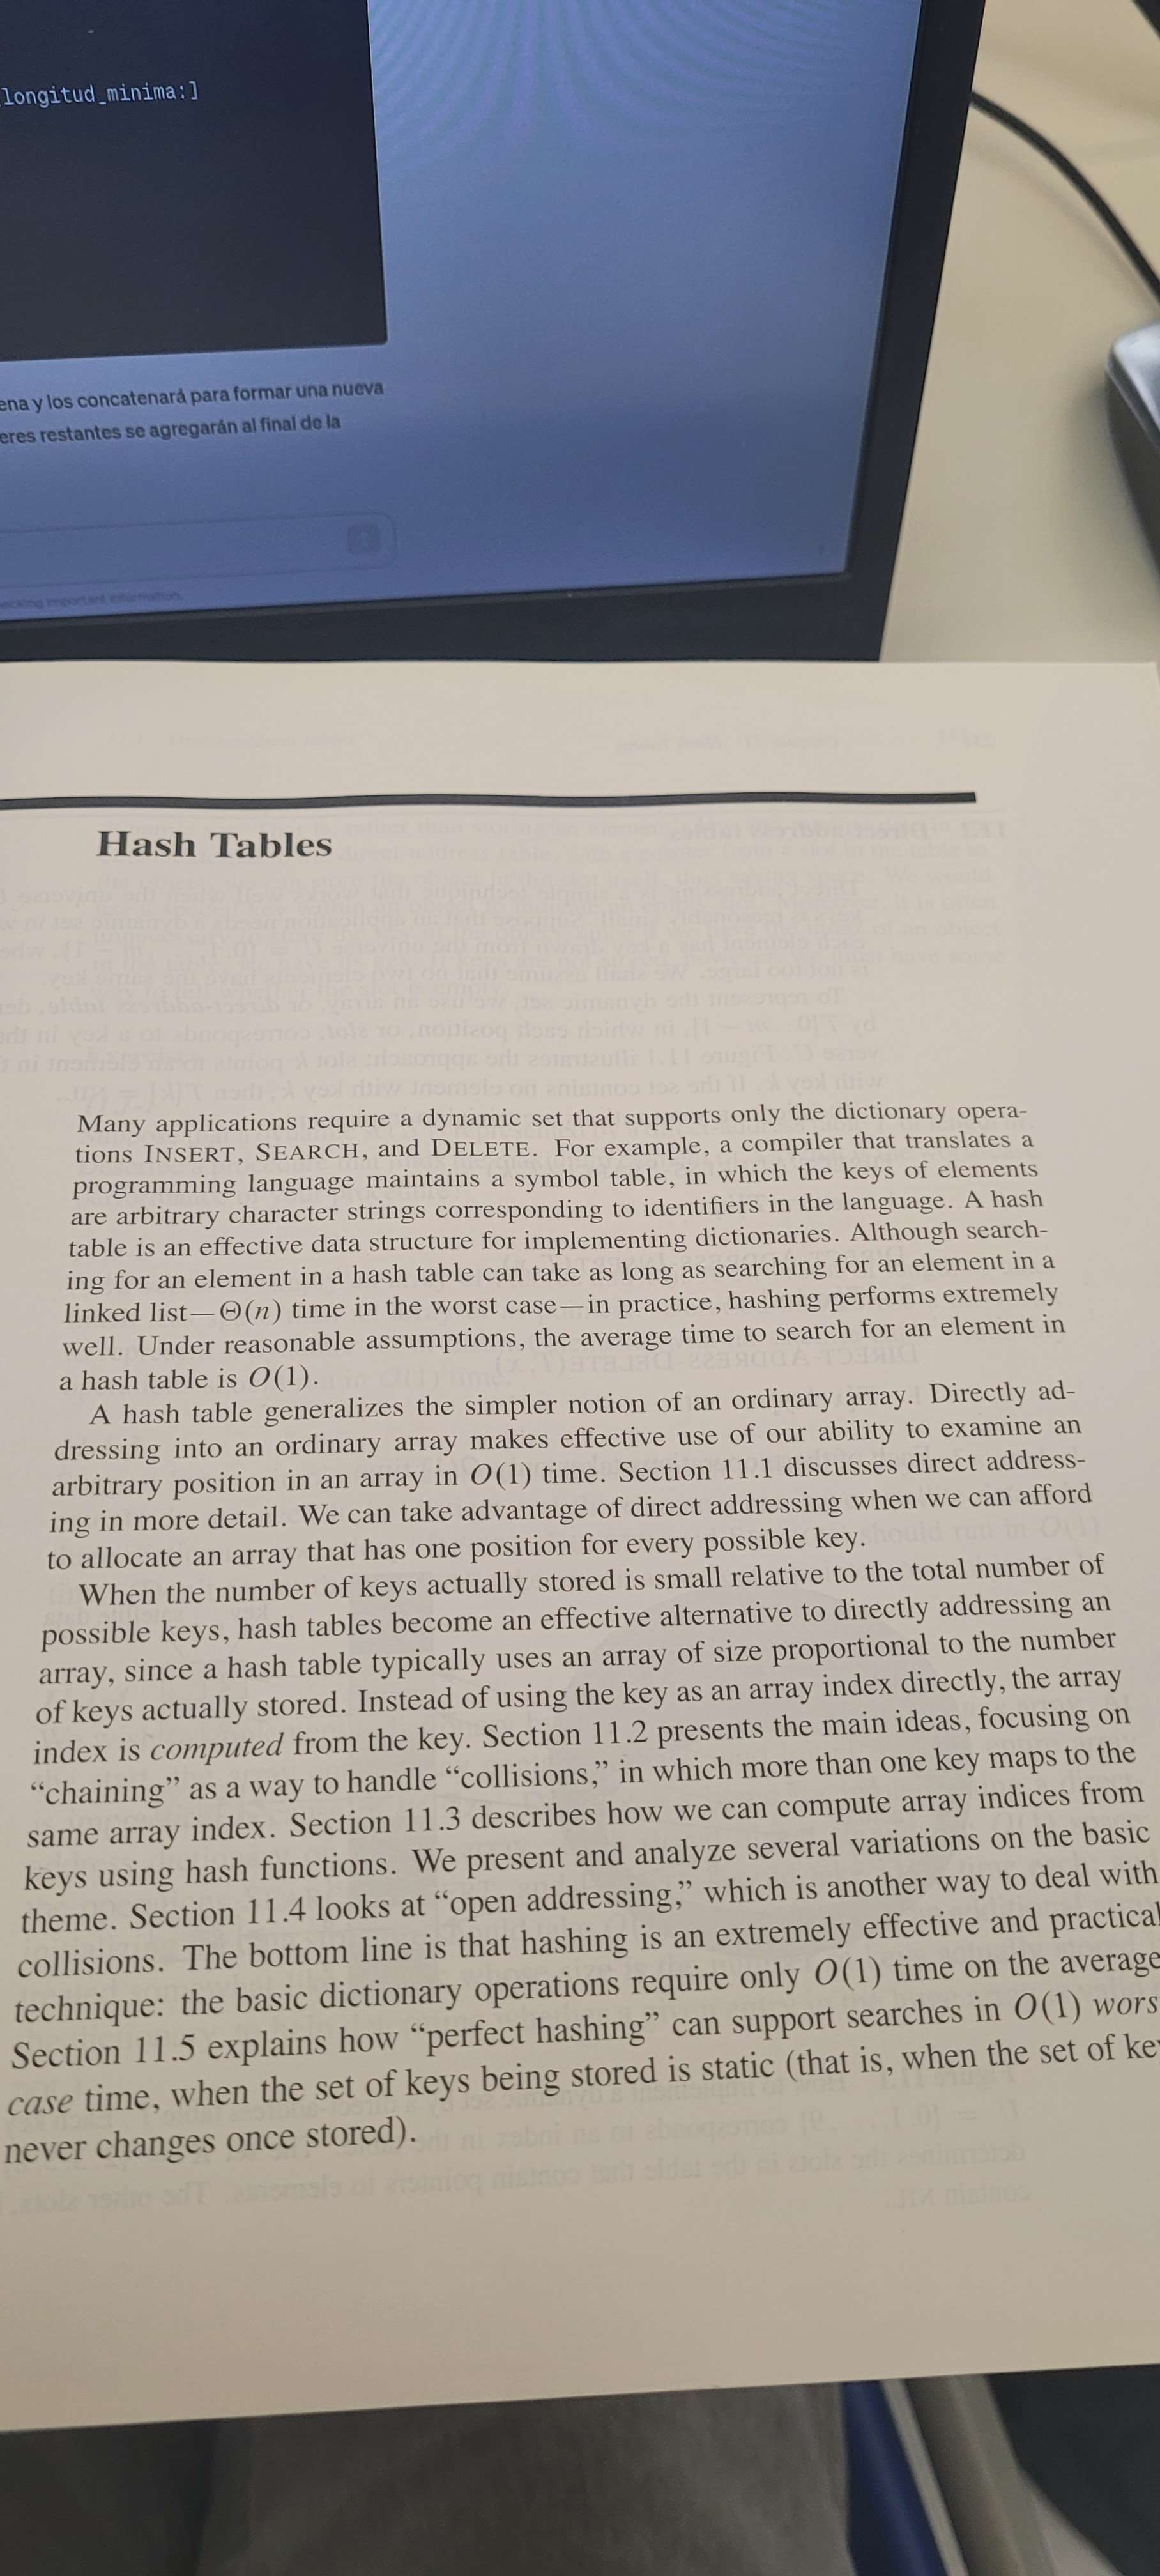 longitud_minima:]
ena y los concatenará para formar una nueva
eres restantes se agregarán al final de la
ecking important information.
Hash Tables
Many applications require a dynamic set that supports only the dictionary opera-
tions INSERT, SEARCH, and DELETE. For example, a compiler that translates a
programming language maintains a symbol table, in which the keys of elements
are arbitrary character strings corresponding to identifiers in the language. A hash
table is an effective data structure for implementing dictionaries. Although search-
ing for an element in a hash table can take as long as searching for an element in a
linked list—Θ(n) time in the worst case—in practice, hashing performs extremely
well. Under reasonable assumptions, the average time to search for an element in
a hash table is O(1).
A hash table generalizes the simpler notion of an ordinary array. Directly ad-
dressing into an ordinary array makes effective use of our ability to examine an
arbitrary position in an array in O(1) time. Section 11.1 discusses direct address-
ing in more detail. We can take advantage of direct addressing when we can afford
to allocate an array that has one position for every possible key.
When the number of keys actually stored is small relative to the total number of
possible keys, hash tables become an effective alternative to directly addressing an
array, since a hash table typically uses an array of size proportional to the number
of keys actually stored. Instead of using the key as an array index directly, the array
index is computed from the key. Section 11.2 presents the main ideas, focusing on
“chaining” as a way to handle “collisions,” in which more than one key maps to the
same array index. Section 11.3 describes how we can compute array indices from
keys using hash functions. We present and analyze several variations on the basic
theme. Section 11.4 looks at “open addressing,” which is another way to deal with
collisions. The bottom line is that hashing is an extremely effective and practical
technique: the basic dictionary operations require only O(1) time on the average
Section 11.5 explains how “perfect hashing” can support searches in O(1) wors
case time, when the set of keys being stored is static (that is, when the set of key
never changes once stored).